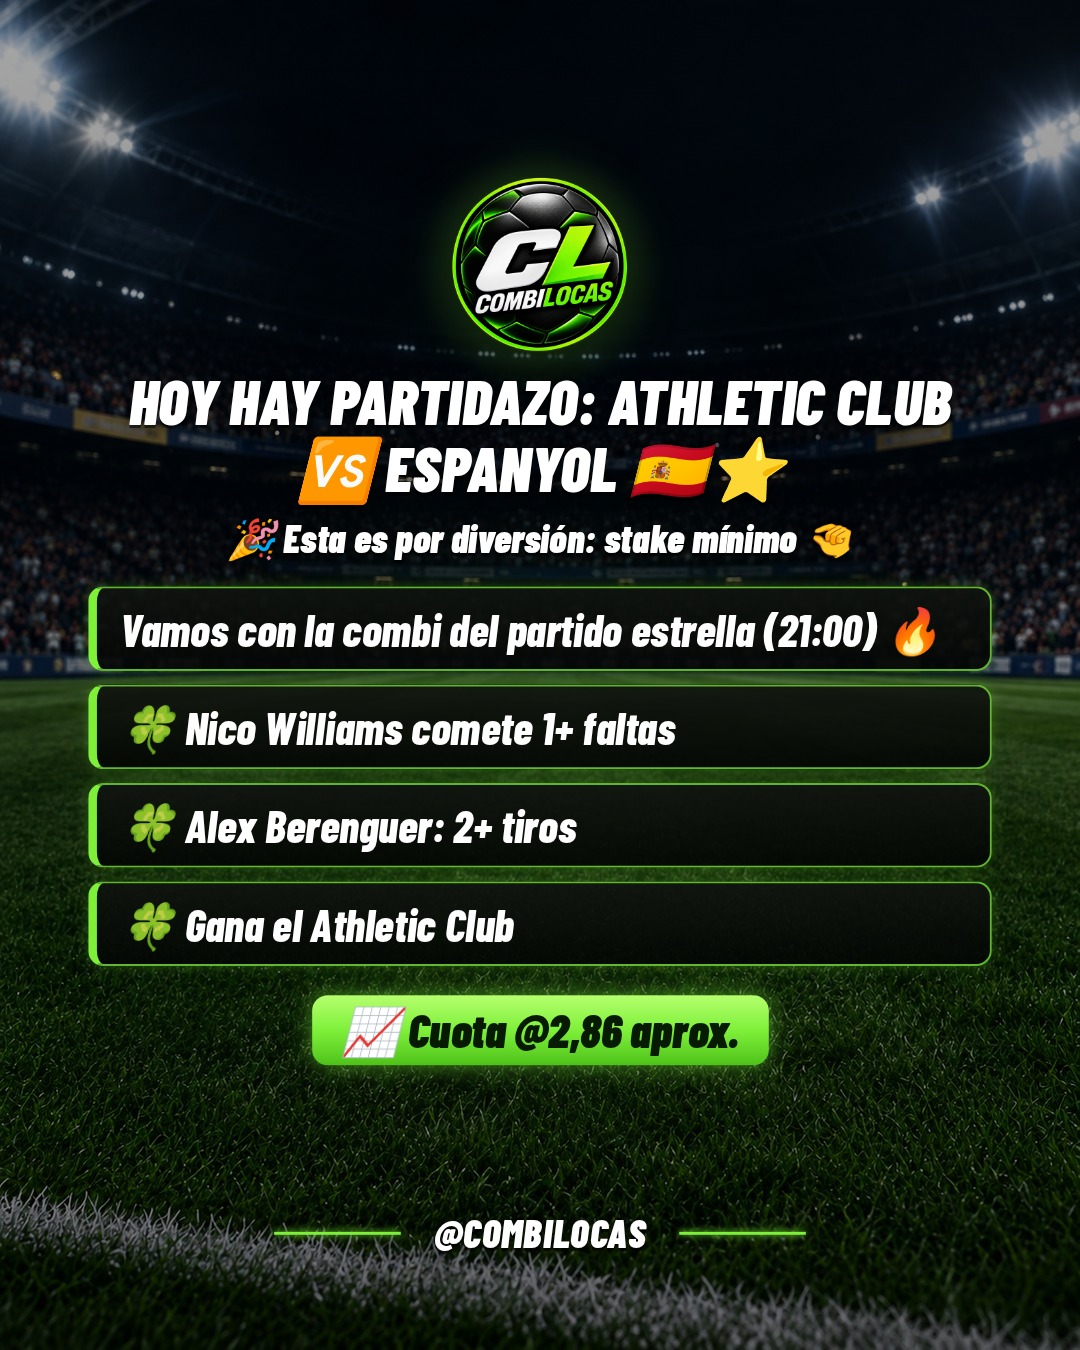 CL
COMBILOCAS
HOY HAY PARTIDAZO: ATHLETIC CLUB
🆚 ESPANYOL 🇪🇸⭐
🎉 Esta es por diversión: stake mínimo 🤏
Vamos con la combi del partido estrella (21:00) 🔥
🍀 Nico Williams comete 1+ faltas
🍀 Alex Berenguer: 2+ tiros
🍀 Gana el Athletic Club
📈 Cuota @2,86 aprox.
@COMBILOCAS